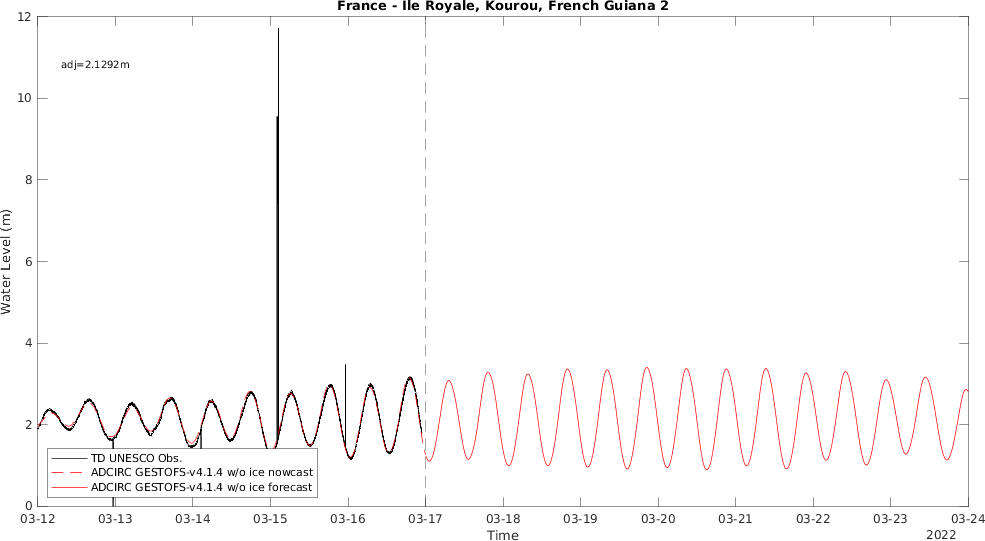 France - Ile Royale, Kourou, French Guiana 2
12
adj=2.1292m
10
8
6
4
2
0
Water Level (m)
TD UNESCO Obs.
ADCIRC GESTOFS-v4.1.4 w/o ice nowcast
ADCIRC GESTOFS-v4.1.4 w/o ice forecast
03-12 03-13 03-14 03-15 03-16 03-17 03-18 03-19 03-20 03-21 03-22 03-23 03-24
Time
2022